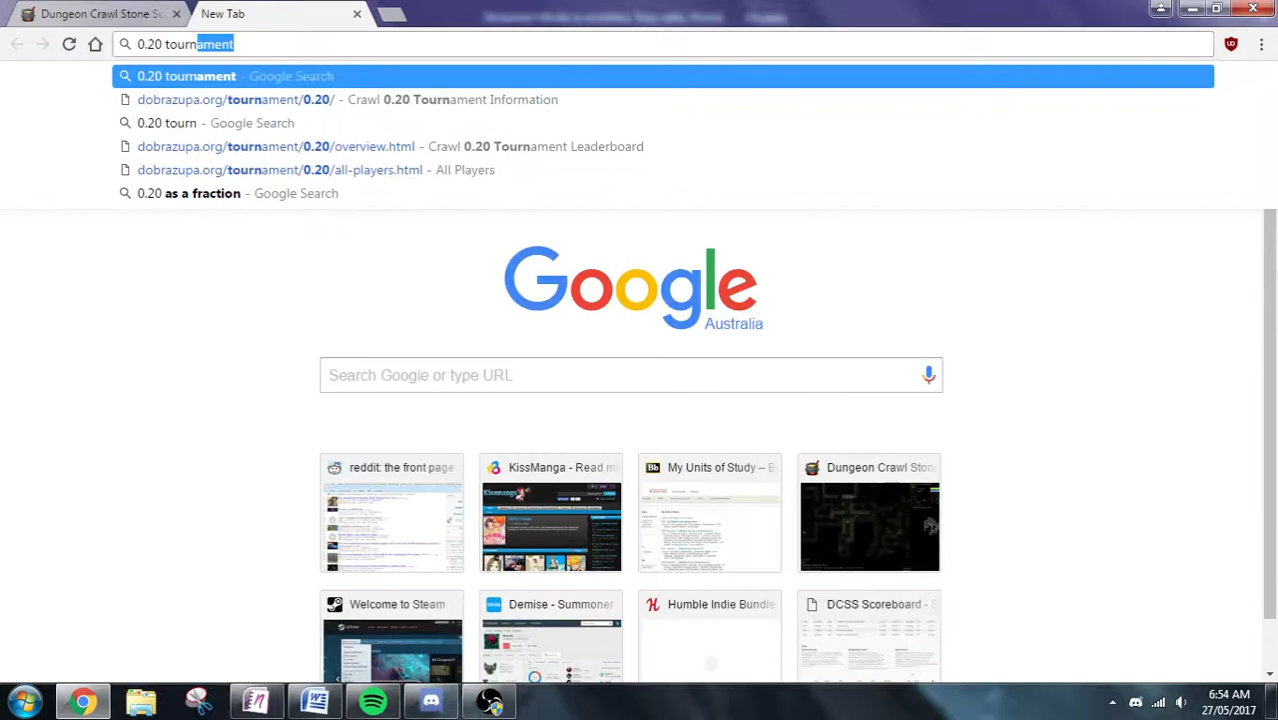 Dungeon Crawl Stone Sc
New Tab
0.20 tournament
0.20 tournament - Google Search
dobrazupa.org/tournament/0.20/ - Crawl 0.20 Tournament Information
0.20 tourn - Google Search
dobrazupa.org/tournament/0.20/overview.html - Crawl 0.20 Tournament Leaderboard
dobrazupa.org/tournament/0.20/all-players.html - All Players
0.20 as a fraction - Google Search
Google
Australia
Search Google or type URL
reddit: the front page
KissManga - Read m
Bb My Units of Study – B
Dungeon Crawl Ston
Welcome to Steam
Demise - Summoner
Humble Indie Bundle
DCSS Scoreboard -
6:54 AM
27/05/2017